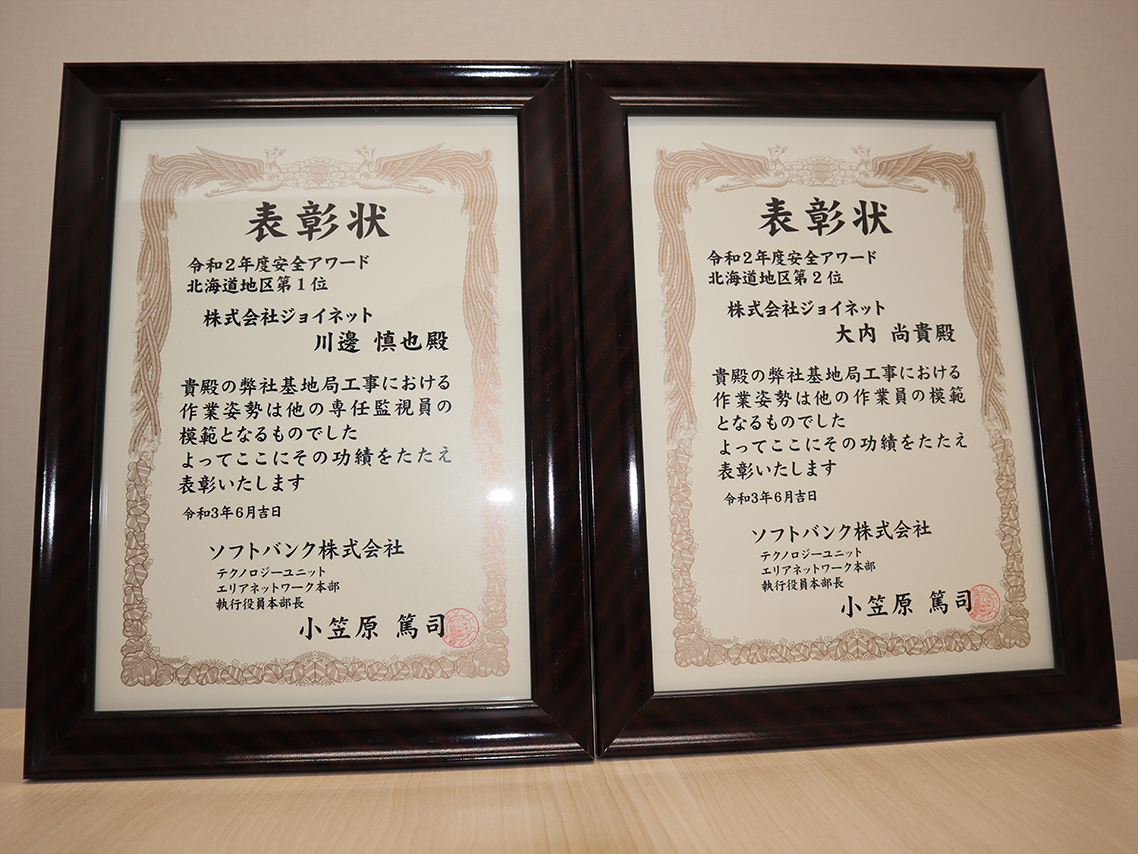 表彰状
令和2年度安全アワード
北海道地区第1位
株式会社ジョイネット
川邊 慎也殿
貴殿の弊社基地局工事における
作業姿勢は他の専任監視員の
模範となるものでした
よってここにその功績をたたえ
表彰いたします
令和3年6月吉日
ソフトバンク株式会社
テクノロジーユニット
エリアネットワーク本部
執行役員本部長
小笠原 篤司
表彰状
令和2年度安全アワード
北海道地区第2位
株式会社ジョイネット
大内 尚貴殿
貴殿の弊社基地局工事における
作業姿勢は他の作業員の模範
となるものでした
よってここにその功績をたたえ
表彰いたします
令和3年6月吉日
ソフトバンク株式会社
テクノロジーユニット
エリアネットワーク本部
執行役員本部長
小笠原 篤司